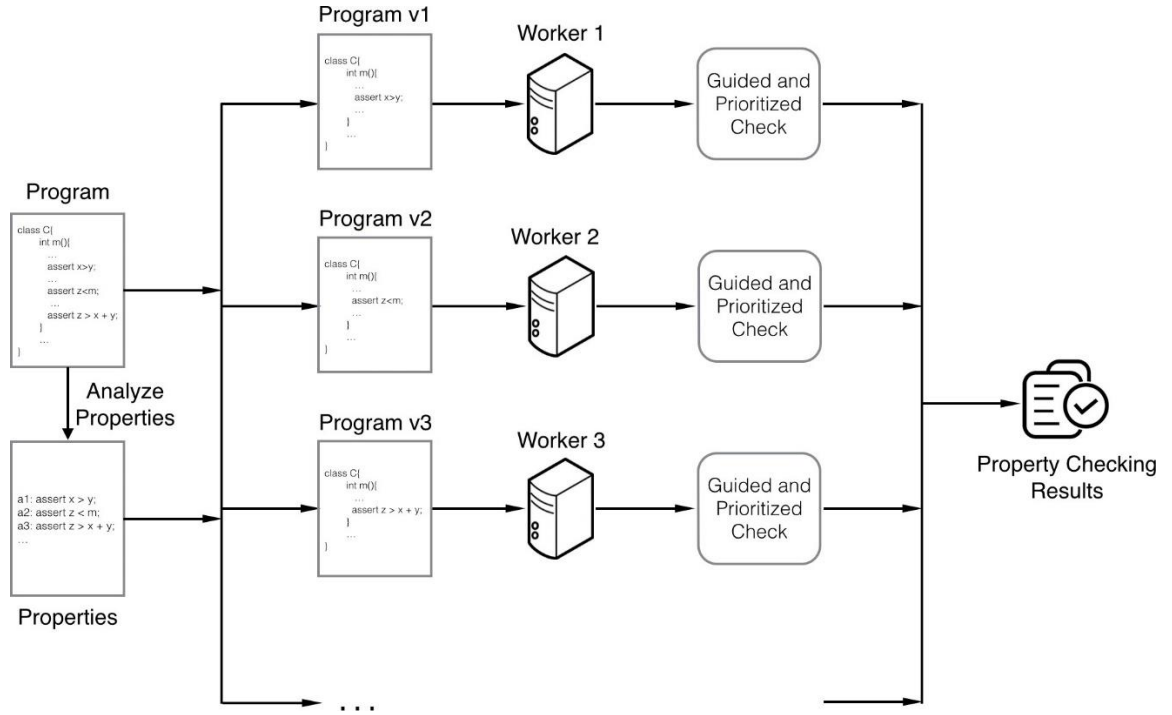 Program v1
Worker 1
class C{
int m(){
...
assert x>y;
...
}
...
}
Guided and
Prioritized
Check
Program
class C{
int m(){
...
assert x>y;
...
assert z<m;
...
assert z > x + y;
}
...
}
Program v2
Worker 2
class C{
int m(){
...
assert z<m;
...
}
...
}
Guided and
Prioritized
Check
Analyze
Properties
Program v3
Worker 3
class C{
int m(){
...
assert z > x + y;
}
...
}
Guided and
Prioritized
Check
Property Checking
Results
a1: assert x > y;
a2: assert z < m;
a3: assert z > x + y;
...
Properties
...